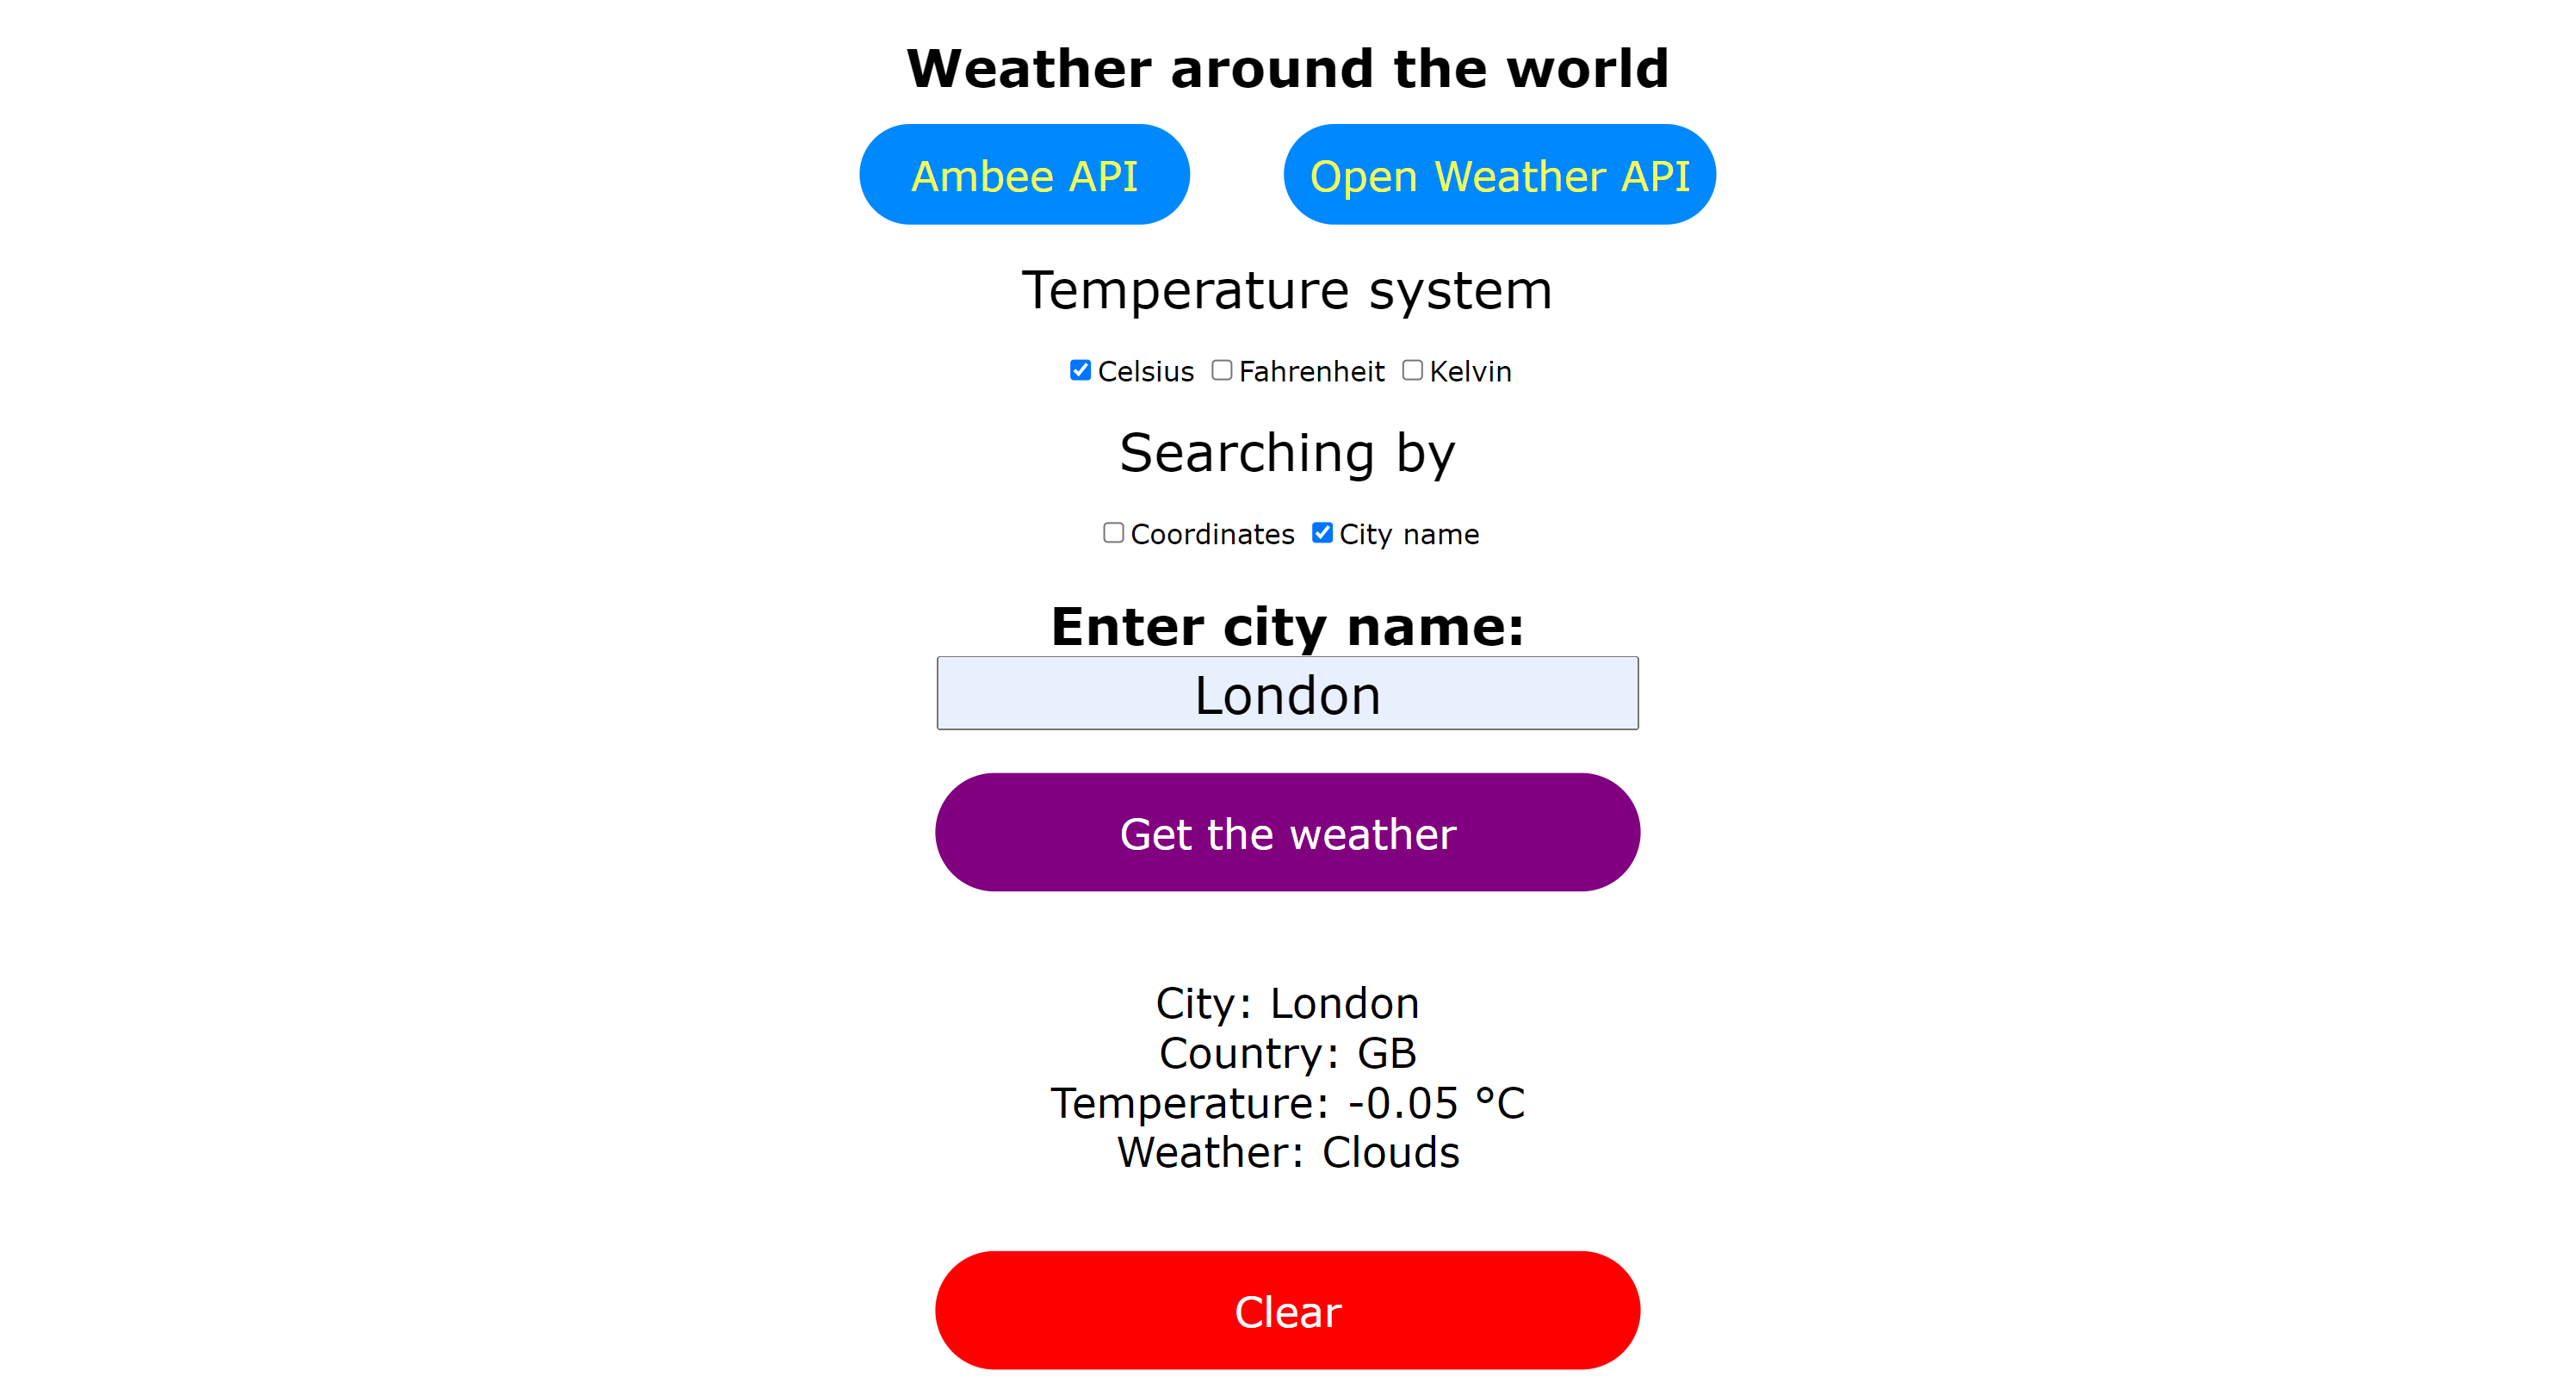 Weather around the world
Ambee API Open Weather API
Temperature system
Celsius Fahrenheit Kelvin
Searching by
Coordinates City name
Enter city name:
London
Get the weather
City: London
Country: GB
Temperature: -0.05 °C
Weather: Clouds
Clear